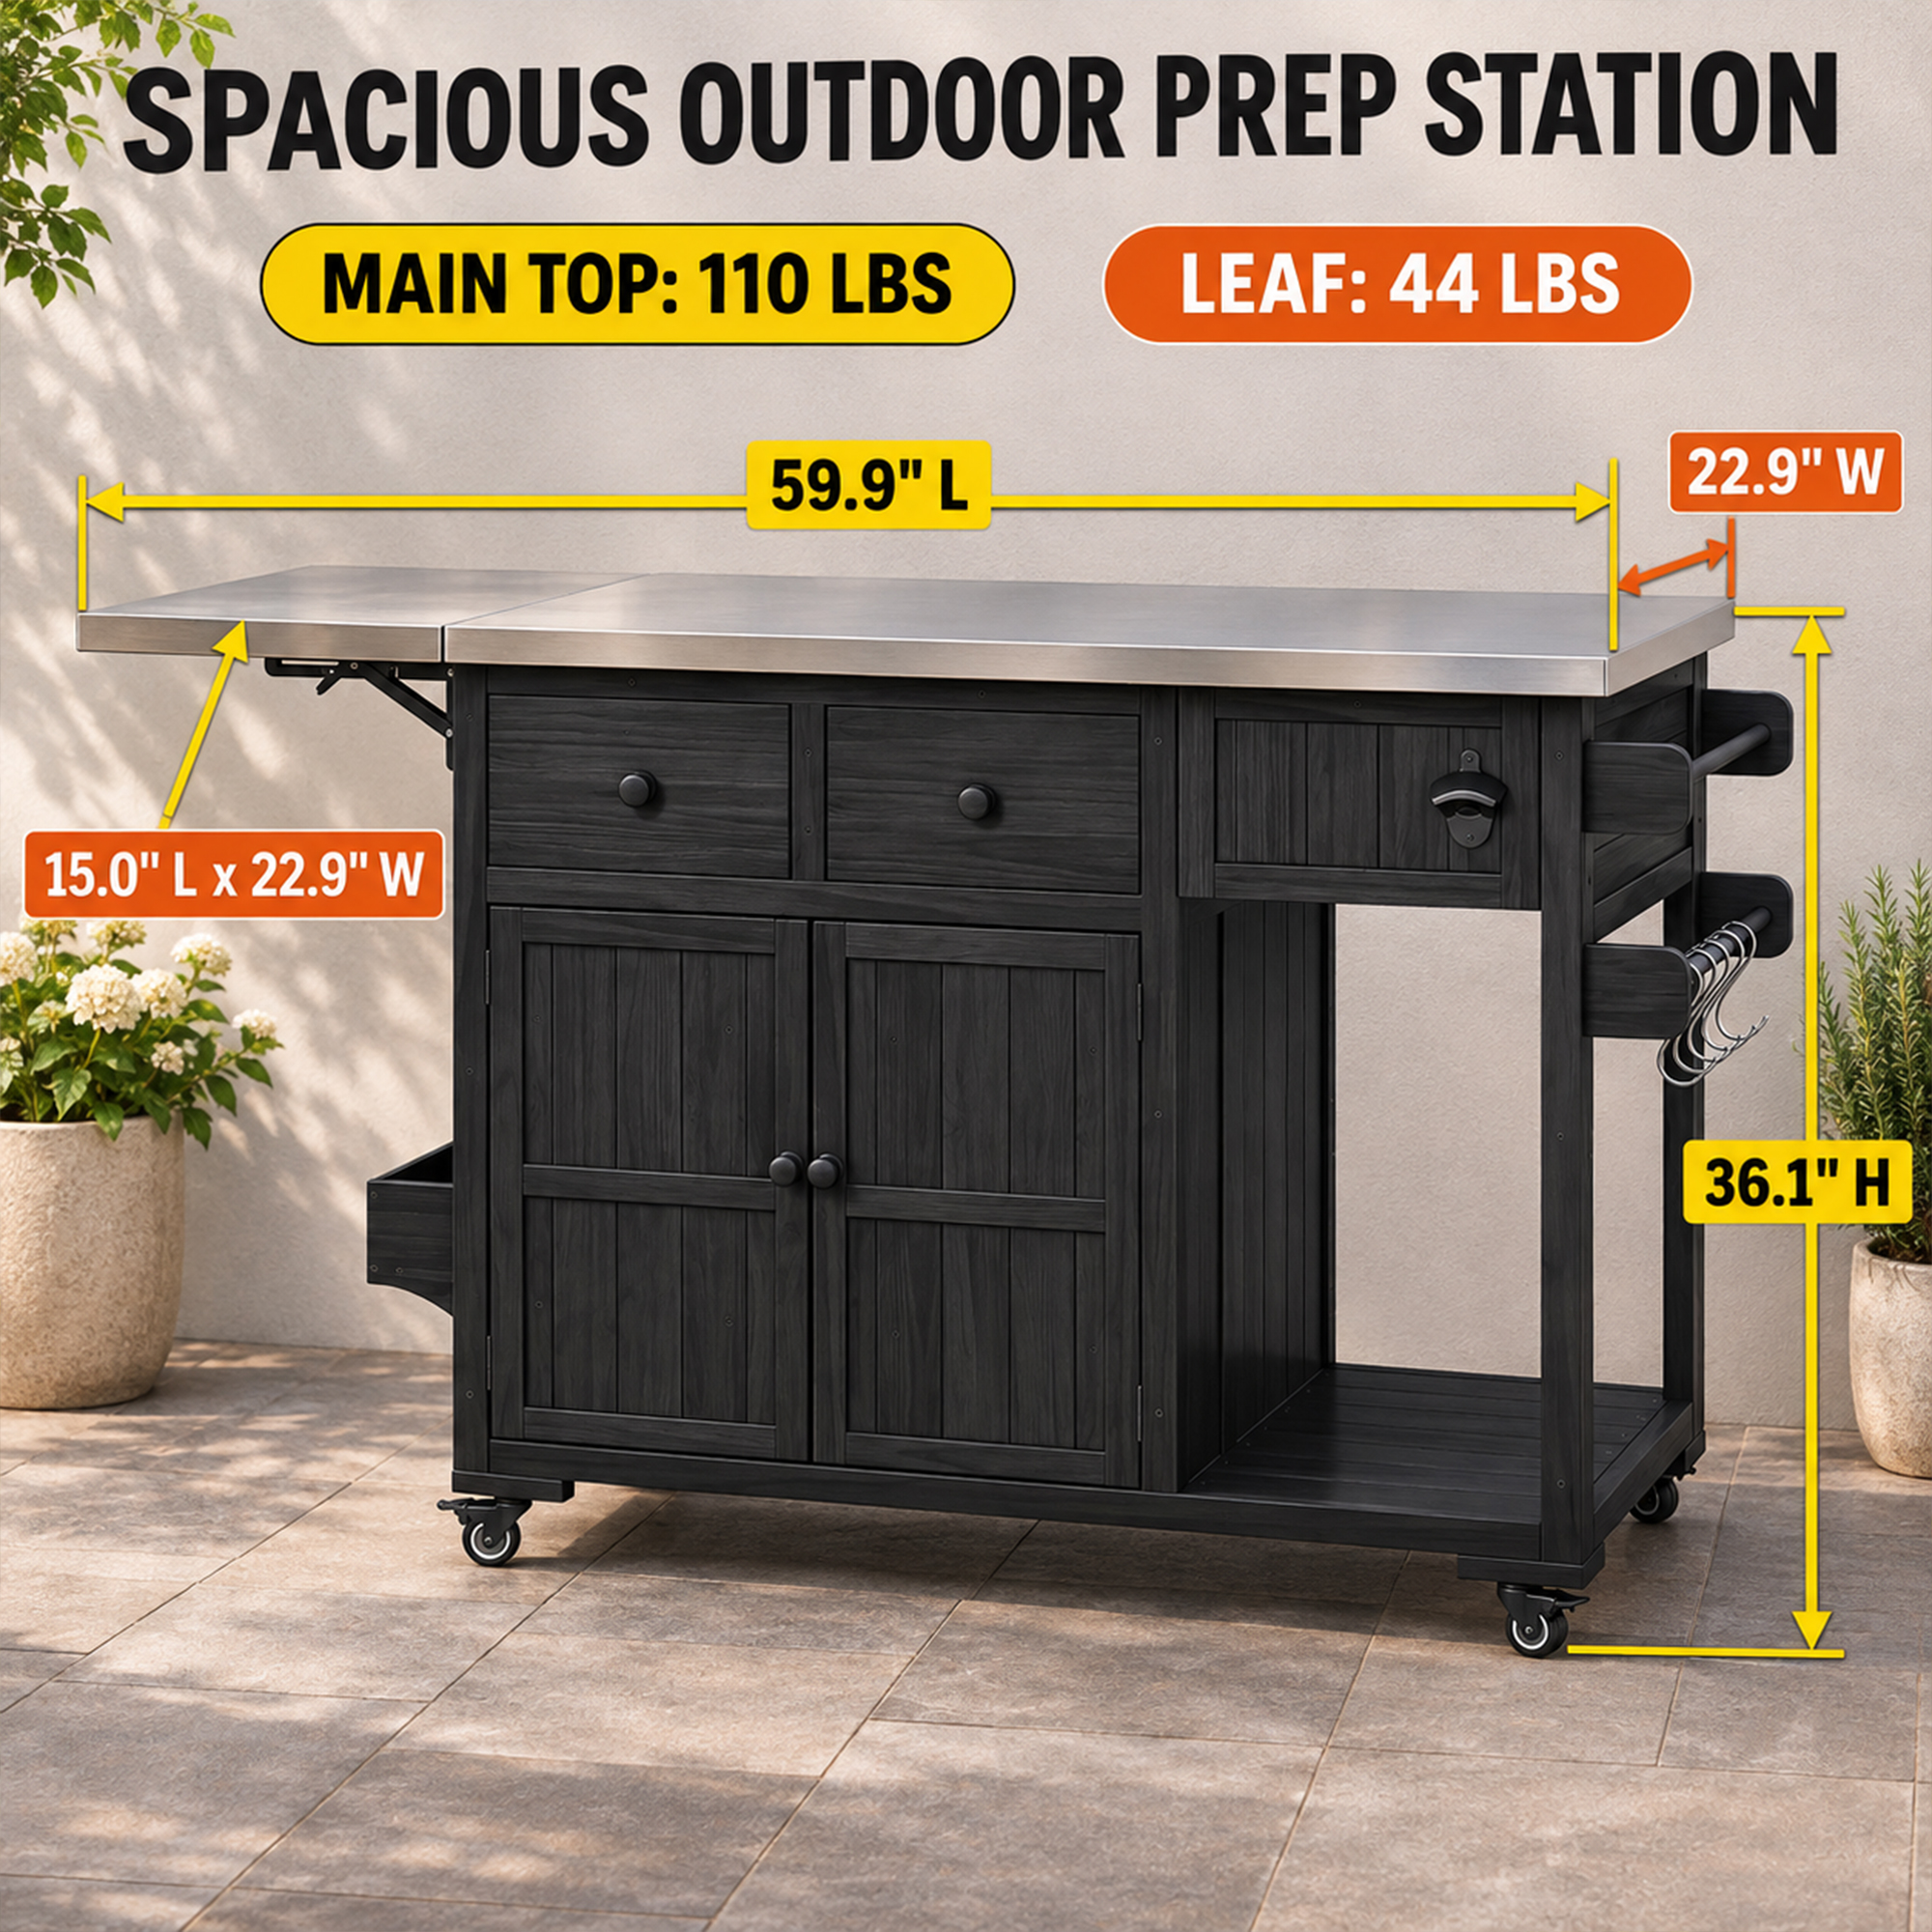 SPACIOUS OUTDOOR PREP STATION
MAIN TOP: 110 LBS
LEAF: 44 LBS
59.9" L
22.9" W
15.0" L x 22.9" W
36.1" H